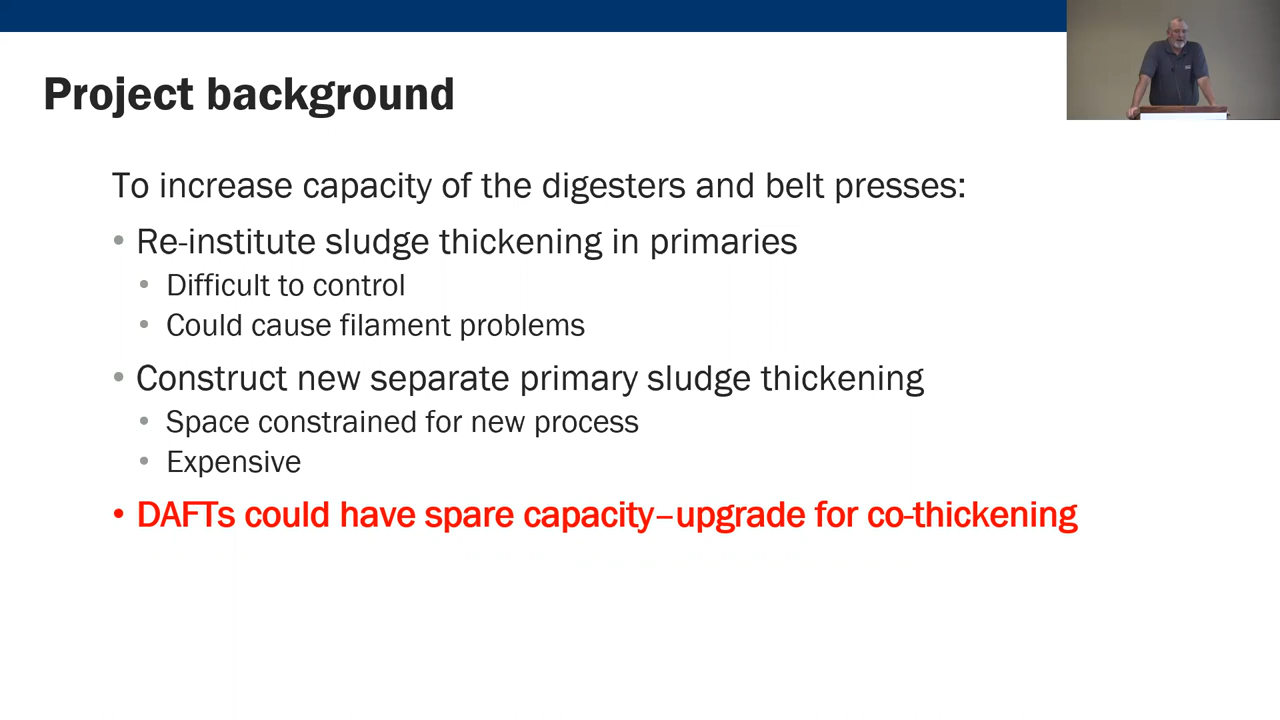 Project background
To increase capacity of the digesters and belt presses:
• Re-institute sludge thickening in primaries
• Difficult to control
• Could cause filament problems
• Construct new separate primary sludge thickening
• Space constrained for new process
• Expensive
• DAFTs could have spare capacity–upgrade for co-thickening